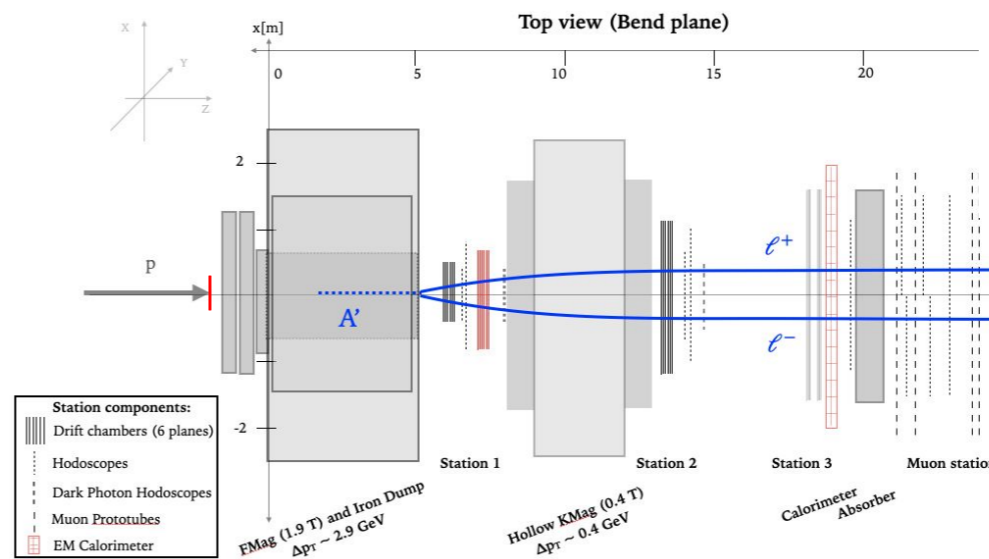 Top view (Bend plane)
x[m]
X
Y
Z
0
5
10
15
20
2
-2
p
A'
ℓ+
ℓ-
Station 1
Station 2
Station 3
Muon station
FMag (1.9 T) and Iron Dump
ΔpT ~ 2.9 GeV
Hollow KMag (0.4 T)
ΔpT ~ 0.4 GeV
Calorimeter
Absorber
Station components:
Drift chambers (6 planes)
Hodoscopes
Dark Photon Hodoscopes
Muon Prototubes
EM Calorimeter